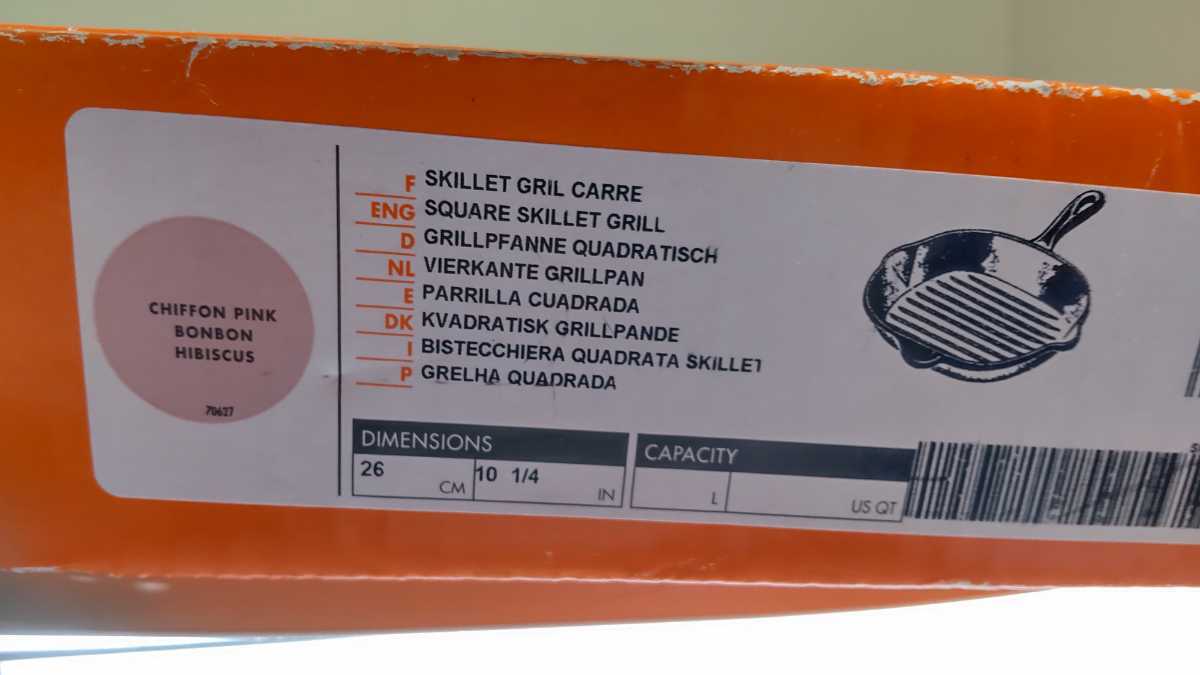 CHIFFON PINK
BONBON
HIBISCUS
70627
F SKILLET GRIL CARRE
ENG SQUARE SKILLET GRILL
D GRILLPFANNE QUADRATISCH
NL VIERKANTE GRILLPAN
E PARRILLA CUADRADA
DK KVADRATISK GRILLPANDE
I BISTECCHIERA QUADRATA SKILLET
P GRELHA QUADRADA
DIMENSIONS
26 CM 10 1/4 IN
CAPACITY
L US QT